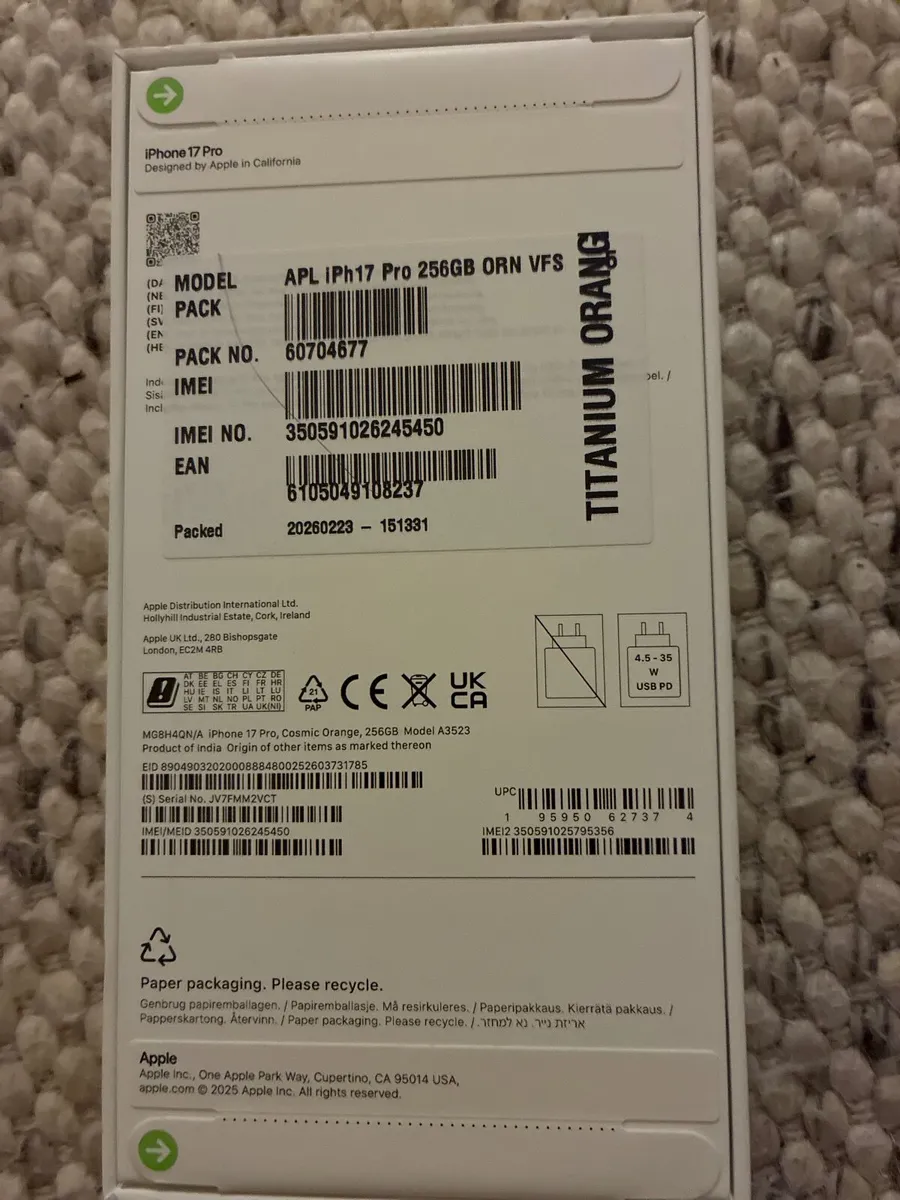 iPhone 17 Pro
Designed by Apple in California
MODEL APL iPh17 Pro 256GB ORN VFS
PACK
PACK NO. 60704677
IMEI
IMEI NO. 350591026245450
EAN
6105049108237
Packed 20260223 – 151331
TITANIUM ORANG
(NE
(FI)
(SV
(EN
(HE
Incl
Apple Distribution International Ltd.
Hollyhill Industrial Estate, Cork, Ireland
Apple UK Ltd., 280 Bishopsgate
London, EC2M 4RB
AT BE BG CH CY CZ DE
DK EE EL ES FI FR HR
HU IE IS IT LI LT LU
LV MT NL NO PL PT RO
SE SI SK TR UA UK(NI)
21
PAP
CE
UK
CA
4.5 - 35
W
USB PD
MG8H4QN/A iPhone 17 Pro, Cosmic Orange, 256GB Model A3523
Product of India Origin of other items as marked thereon
EID 89049032020008884800252603731785
(S) Serial No. JV7FMM2VCT
UPC
1 95950 62737 4
IMEI/MEID 350591026245450
IMEI2 350591025795356
Paper packaging. Please recycle.
Genbrug papiremballagen. / Papiremballasje. Må resirkuleres. / Paperipakkaus. Kierrätä pakkaus. /
Papperskartong. Återvinn. / Paper packaging. Please recycle. / אריזת נייר. נא למחזר.
Apple
Apple Inc., One Apple Park Way, Cupertino, CA 95014 USA,
apple.com © 2025 Apple Inc. All rights reserved.